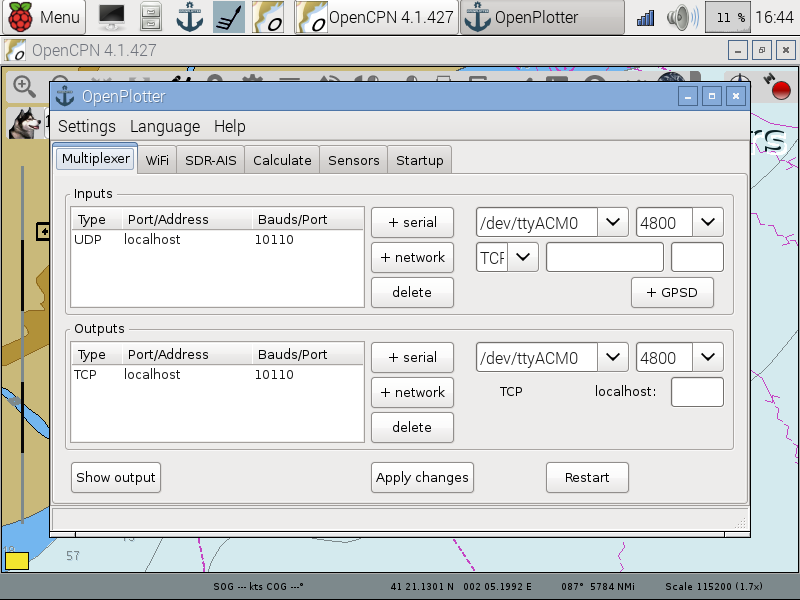 Menu OpenCPN 4.1.427 OpenPlotter 11 % 16:44
OpenCPN 4.1.427
OpenPlotter
Settings Language Help
Multiplexer WiFi SDR-AIS Calculate Sensors Startup
Inputs
Type Port/Address Bauds/Port
UDP localhost 10110
+ serial /dev/ttyACM0 4800
+ network TCP
delete + GPSD
Outputs
Type Port/Address Bauds/Port
TCP localhost 10110
+ serial /dev/ttyACM0 4800
+ network TCP localhost:
delete
Show output Apply changes Restart
57
SOG --- kts COG ---° 41 21.1301 N 002 05.1992 E 087° 5784 NMi Scale 115200 (1.7x)